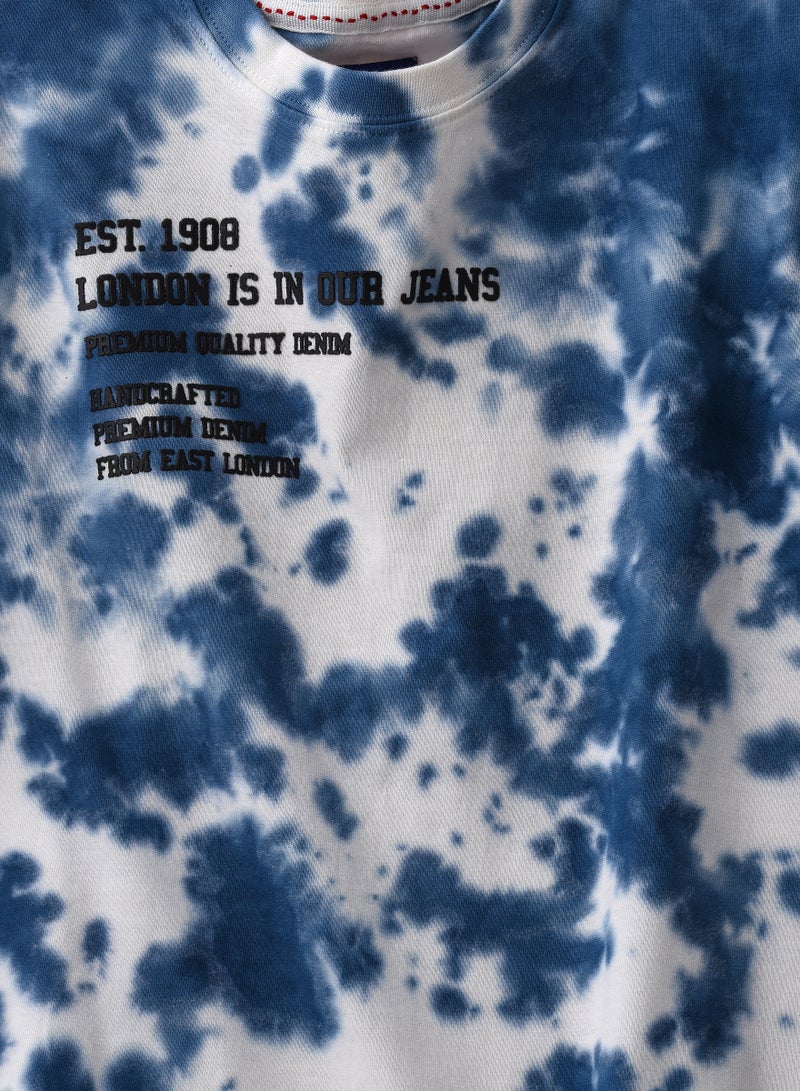 EST. 1908
LONDON IS IN OUR JEANS
PREMIUM QUALITY DENIM
HANDCRAFTED
PREMIUM DENIM
FROM EAST LONDON